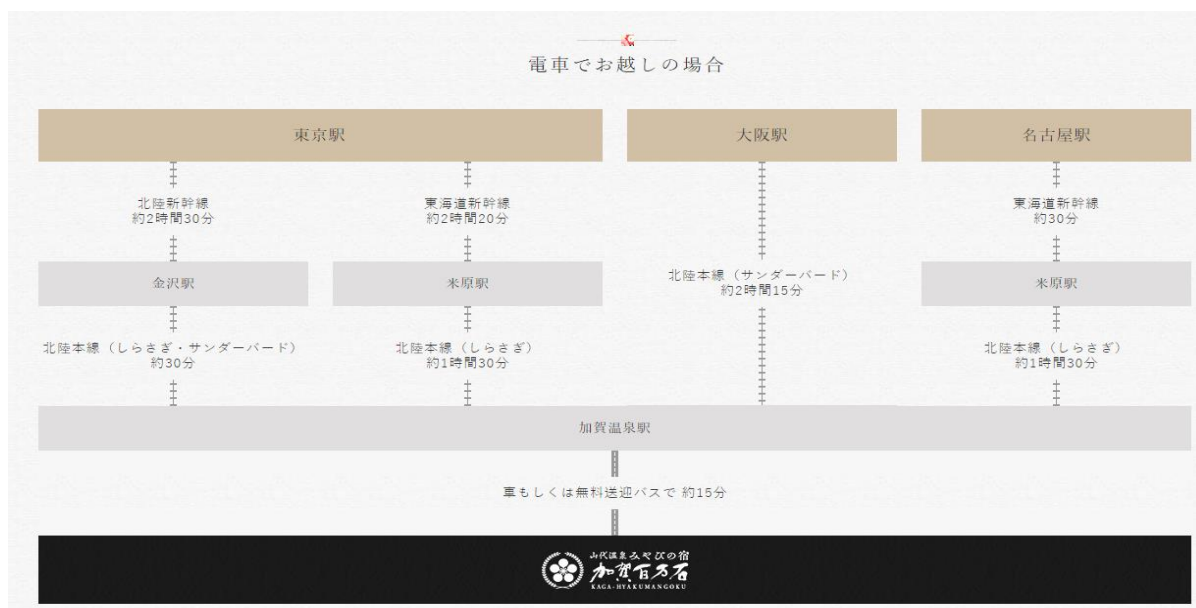 電車でお越しの場合
東京駅
大阪駅
名古屋駅
北陸新幹線
約2時間30分
東海道新幹線
約2時間20分
東海道新幹線
約30分
金沢駅
米原駅
北陸本線（サンダーバード）
約2時間15分
米原駅
北陸本線（しらさぎ・サンダーバード）
約30分
北陸本線（しらさぎ）
約1時間30分
北陸本線（しらさぎ）
約1時間30分
加賀温泉駅
車もしくは無料送迎バスで 約15分
山代温泉みやびの宿
加賀百万石
KAGA-HYAKUMANGOKU